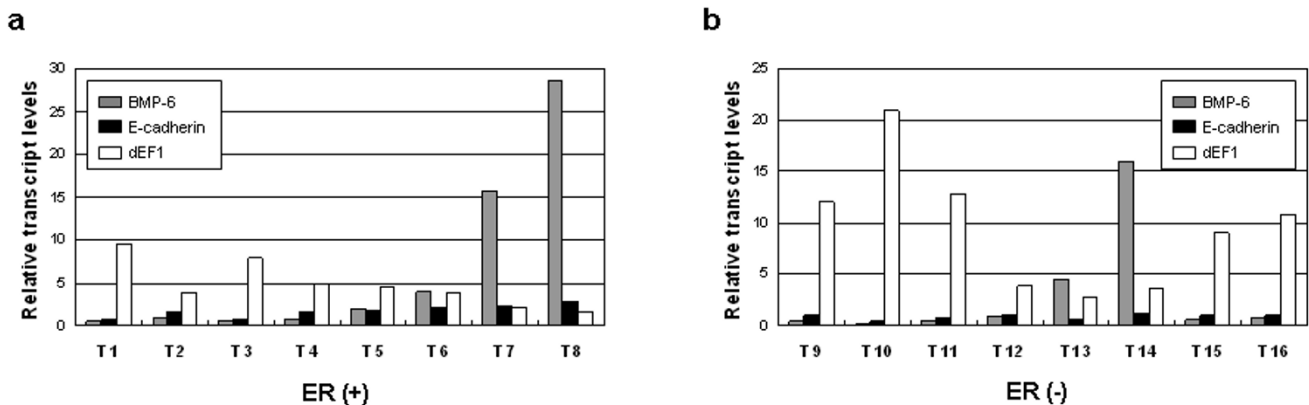 a
Relative transcript levels
30
25
20
15
10
5
0
BMP-6
E-cadherin
dEF1
T1 T2 T3 T4 T5 T6 T7 T8
ER (+)
b
Relative transcript levels
25
20
15
10
5
0
BMP-6
E-cadherin
dEF1
T9 T10 T11 T12 T13 T14 T15 T16
ER (-)